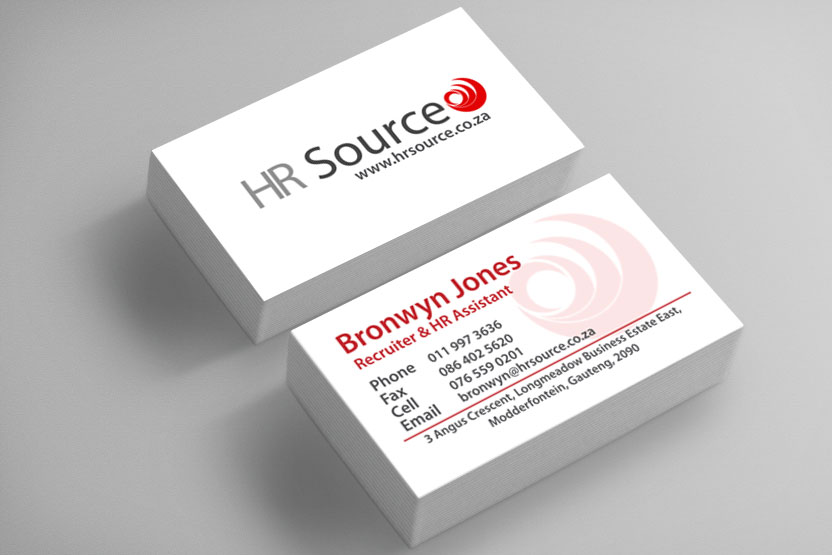 HR Source
www.hrsource.co.za
Bronwyn Jones
Recruiter & HR Assistant
Phone 011 997 3636
Fax 086 402 5620
Cell 076 559 0201
Email bronwyn@hrsource.co.za
3 Angus Crescent, Longmeadow Business Estate East,
Modderfontein, Gauteng, 2090